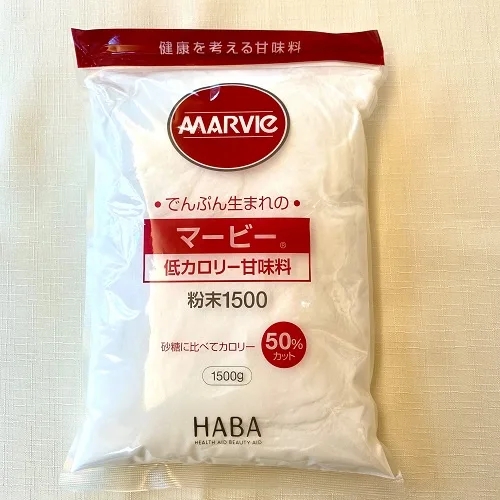 健康を考える甘味料
MARVIE
•でんぷん生まれの•
マービー®
低カロリー甘味料
粉末1500
砂糖に比べてカロリー
50%
カット
1500g
HABA
HEALTH AID BEAUTY AID